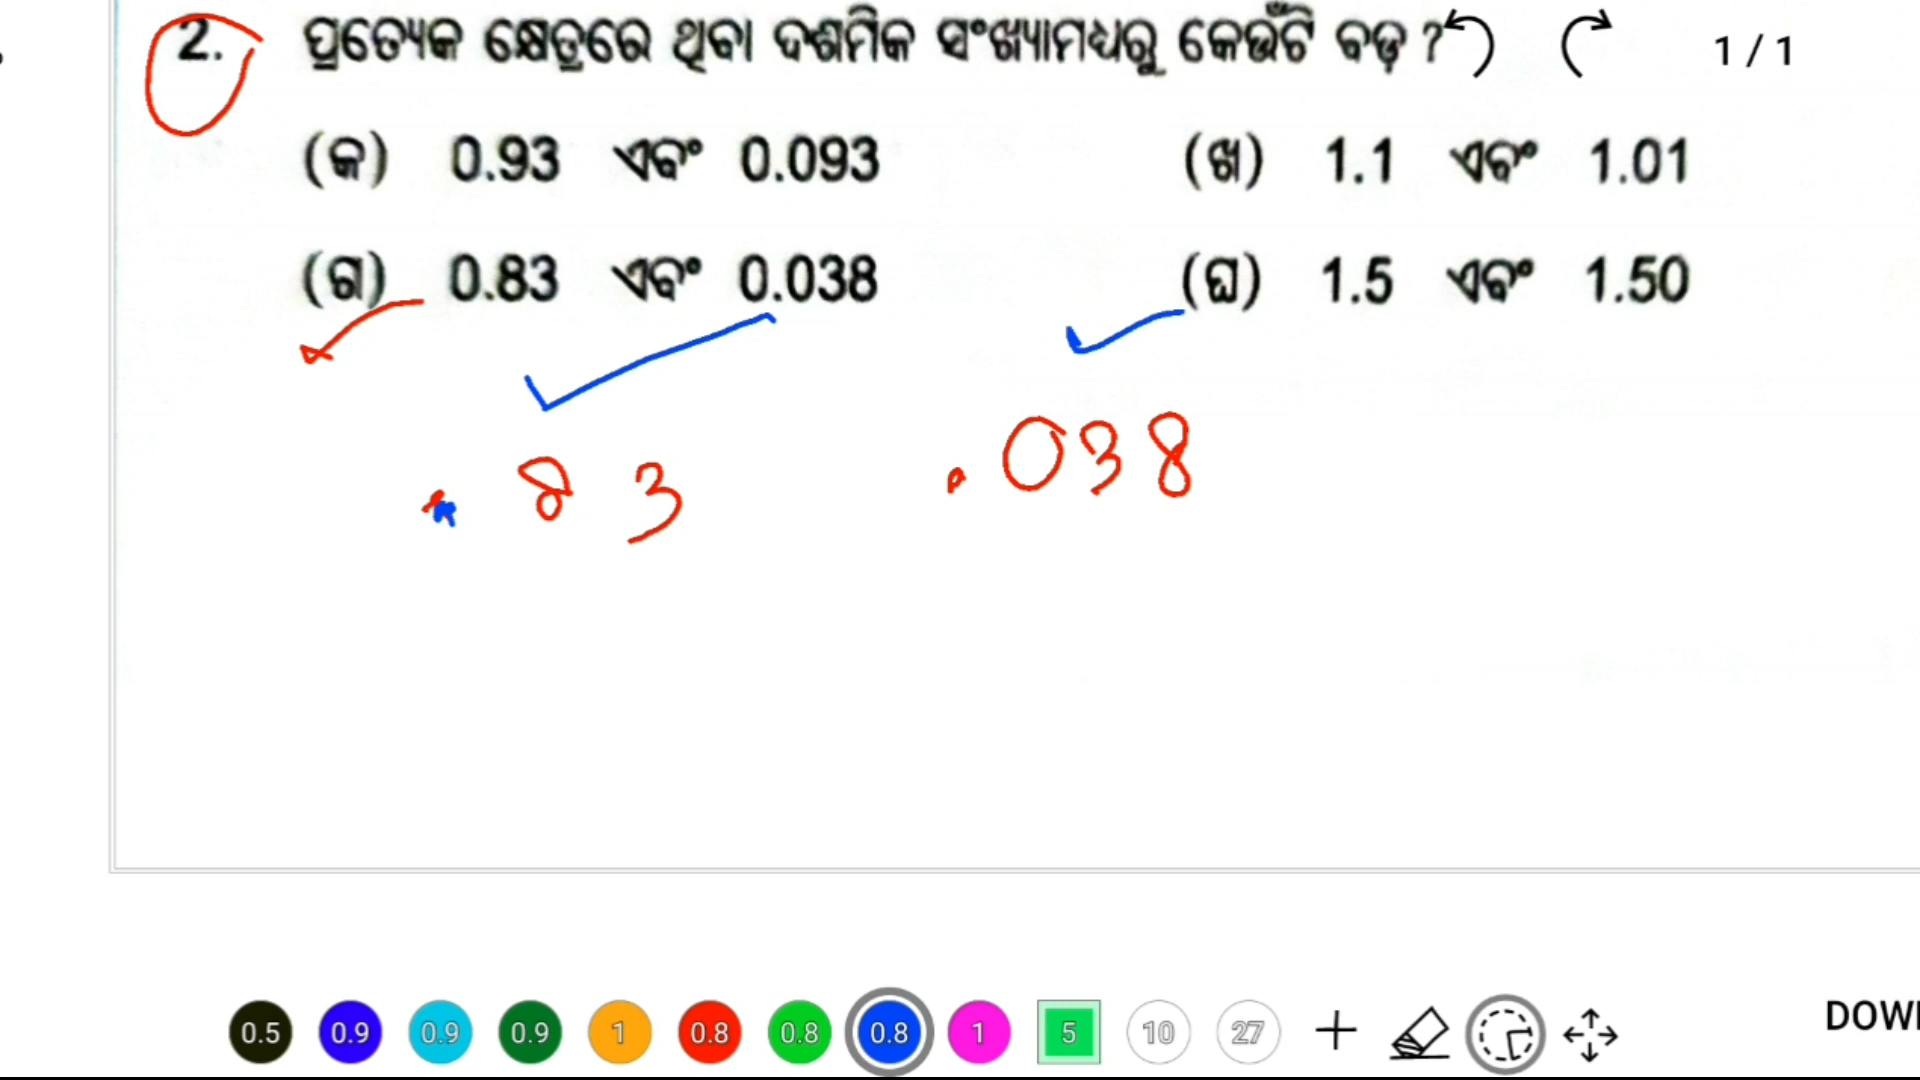 2. ପ୍ରତ୍ୟେକ କ୍ଷେତ୍ରରେ ଥିବା ଦଶମିକ ସଂଖ୍ୟାମଧ୍ୟରୁ କେଉଁଟି ବଡ଼ ? 1 / 1
(କ) 0.93 ଏବଂ 0.093 (ଖ) 1.1 ଏବଂ 1.01
(ଗ) 0.83 ଏବଂ 0.038 (ଘ) 1.5 ଏବଂ 1.50
.83 .038
0.5 0.9 0.9 0.9 1 0.8 0.8 0.8 1 5 10 27 +